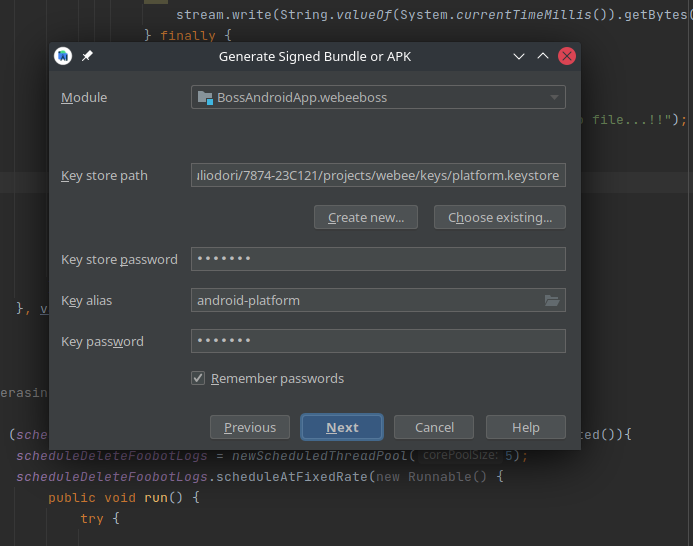 stream.write(String.valueOf(System.currentTimeMillis()).getBytes(
} finally {
Generate Signed Bundle or APK
Module
BossAndroidApp.webeeboss
file...!!");
Key store path
uliodori/7874-23C121/projects/webee/keys/platform.keystore
Create new...
Choose existing...
Key store password
•••••••
Key alias
android-platform
}, v
Key password
•••••••
Remember passwords
erasin
Previous
Next
Cancel
Help
(sche
ted()){
scheduleDeleteFoobotLogs = newScheduledThreadPool( corePoolSize: 5);
scheduleDeleteFoobotLogs.scheduleAtFixedRate(new Runnable() {
public void run() {
try {